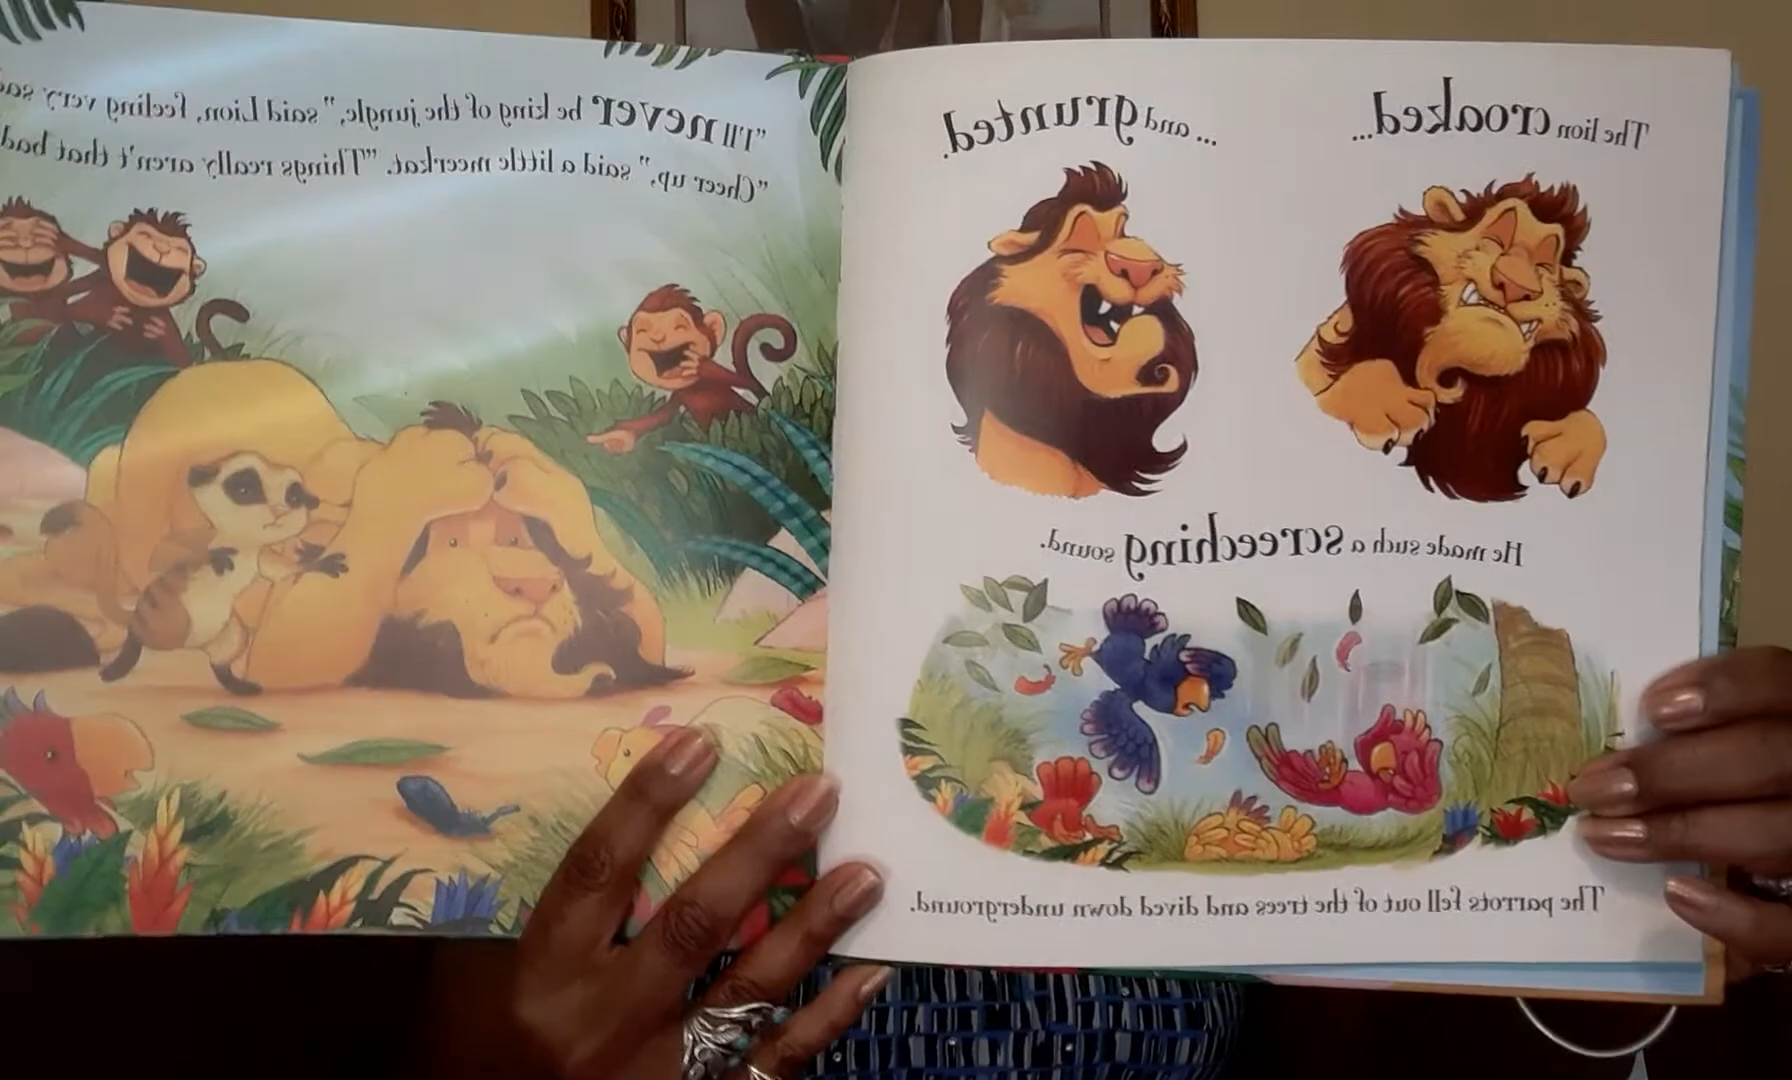 The lion croaked...
... and grunted.
He made such a screeching sound.
The parrots fell out of the trees and dived down underground.
"I'll never be king of the jungle," said Lion, feeling very
"Cheer up," said a little meerkat. "Things really aren't that bad